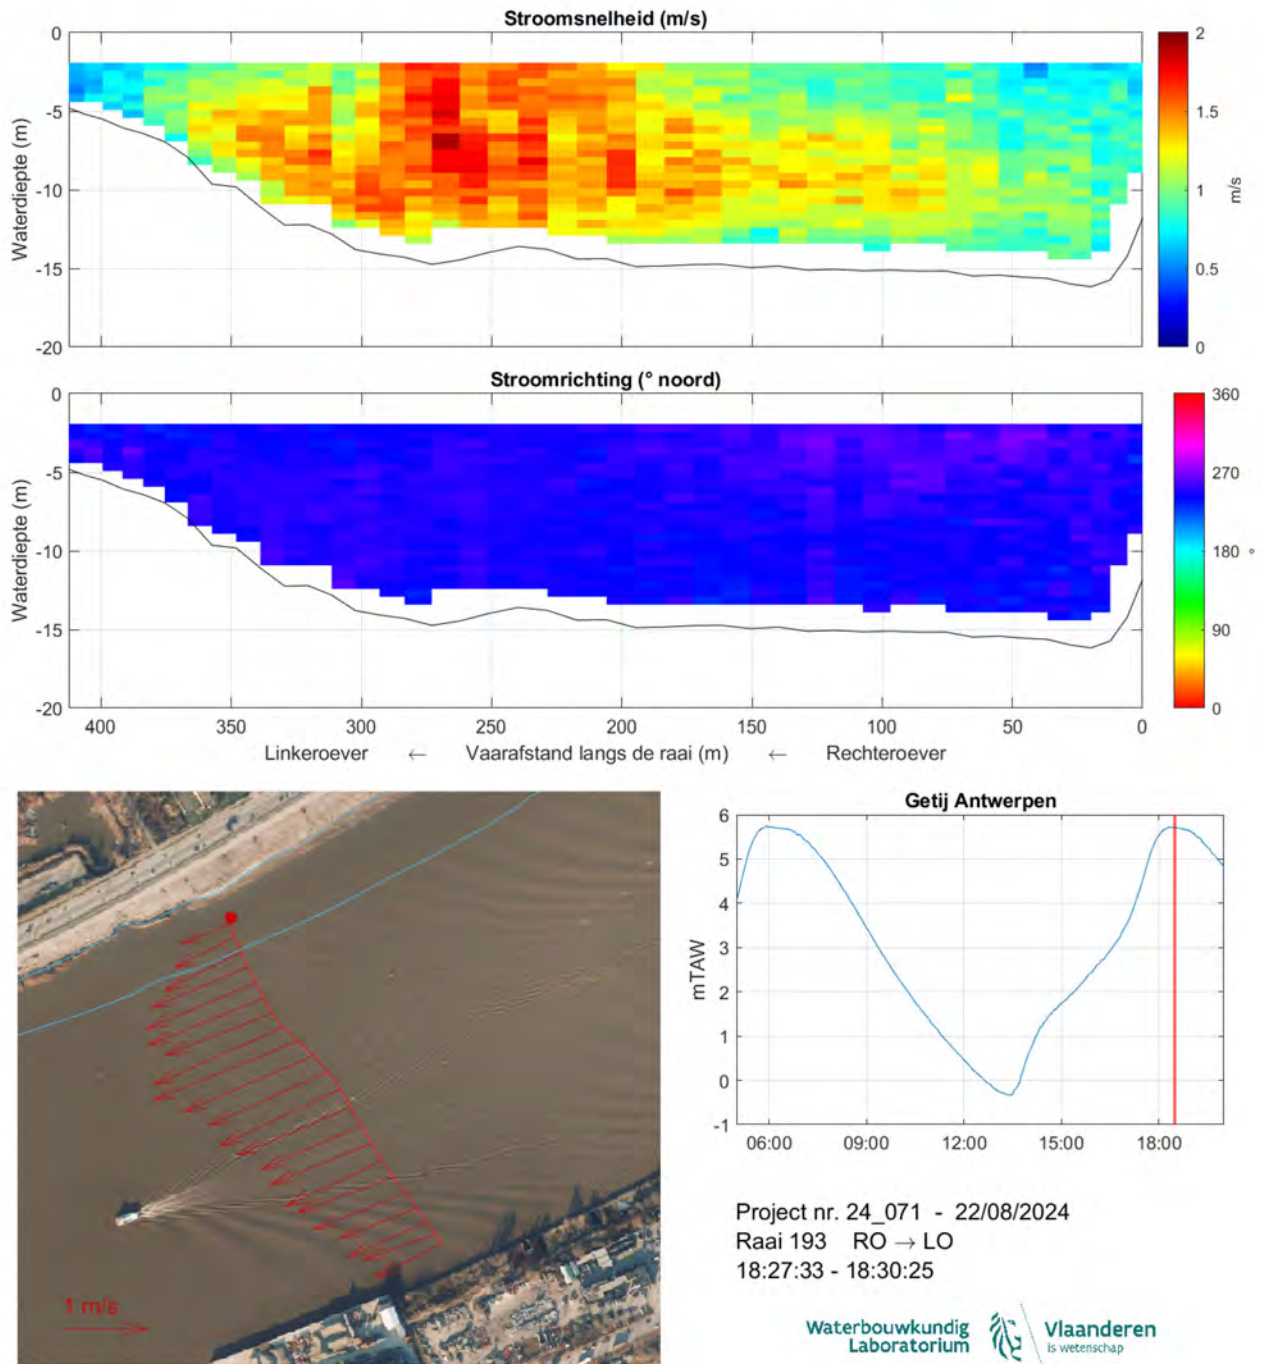 Stroomsnelheid (m/s)
0
-5
-10
-15
-20
Waterdiepte (m)
2
1.5
1
0.5
0
m/s
Stroomrichting (° noord)
0
-5
-10
-15
-20
Waterdiepte (m)
360
270
180
90
0
°
400 350 300 250 200 150 100 50 0
Linkeroever ← Vaarafstand langs de raai (m) ← Rechteroever
1 m/s
Getij Antwerpen
6
5
4
3
2
1
0
-1
mTAW
06:00 09:00 12:00 15:00 18:00
Project nr. 24_071 - 22/08/2024
Raai 193 RO → LO
18:27:33 - 18:30:25
Waterbouwkundig
Laboratorium
Vlaanderen
is wetenschap